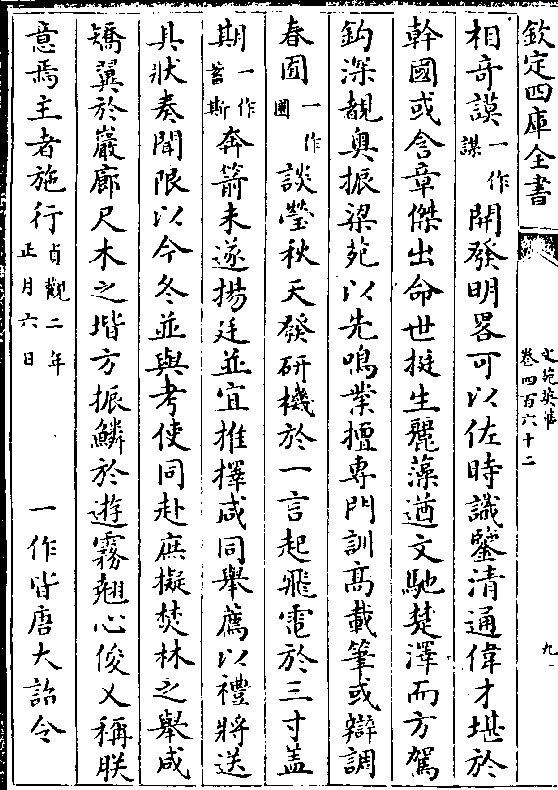 欽定四庫全書
文苑英華
卷四百六十二
九
相奇謨一作謀開發明畧可以佐時識鑒清通偉才堪於
幹國或含章傑出命世挺生麗藻遒文馳楚澤而方駕
鈎深覩奥振梁苑以先鳴業擅專門訓高載筆或辯調
春囿一作圃談瑩秋天發研機於一言起飛電於三寸盖
期一作蓄斯奔箭未遂揚廷並宜推擇咸同舉薦以禮將送
具狀奏聞限以今冬並與考使同赴庶擬焚林之舉咸
矯翼於巖廊尺木之堦方振鱗於遊霧翹心俊乂稱朕
意焉主者施行貞觀二年正月六日 一作皆唐大詔令